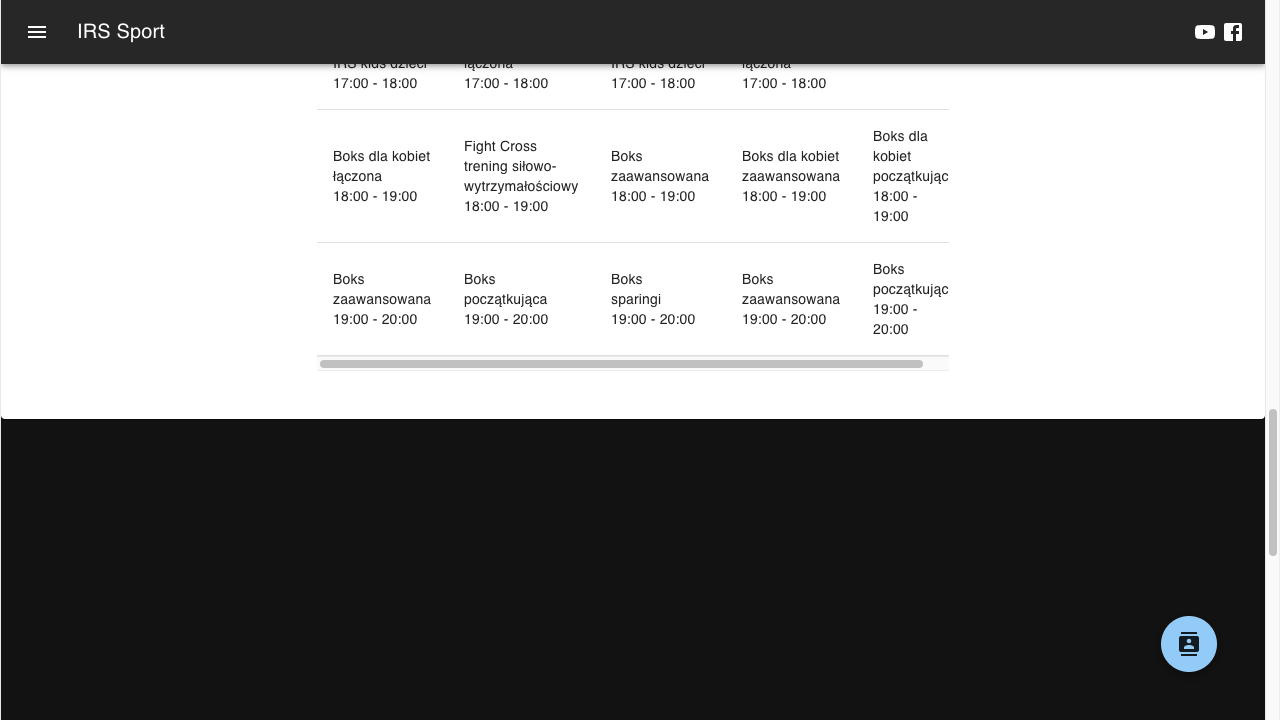 IRS Sport
IRS kids dzieci
łączona
IRS kids dzieci
łączona
17:00 - 18:00
17:00 - 18:00
17:00 - 18:00
17:00 - 18:00
Boks dla kobiet
łączona
18:00 - 19:00
Fight Cross
trening siłowo-
wytrzymałościowy
18:00 - 19:00
Boks
zaawansowana
18:00 - 19:00
Boks dla kobiet
zaawansowana
18:00 - 19:00
Boks dla
kobiet
początkując
18:00 -
19:00
Boks
zaawansowana
19:00 - 20:00
Boks
początkująca
19:00 - 20:00
Boks
sparingi
19:00 - 20:00
Boks
zaawansowana
19:00 - 20:00
Boks
początkując
19:00 -
20:00